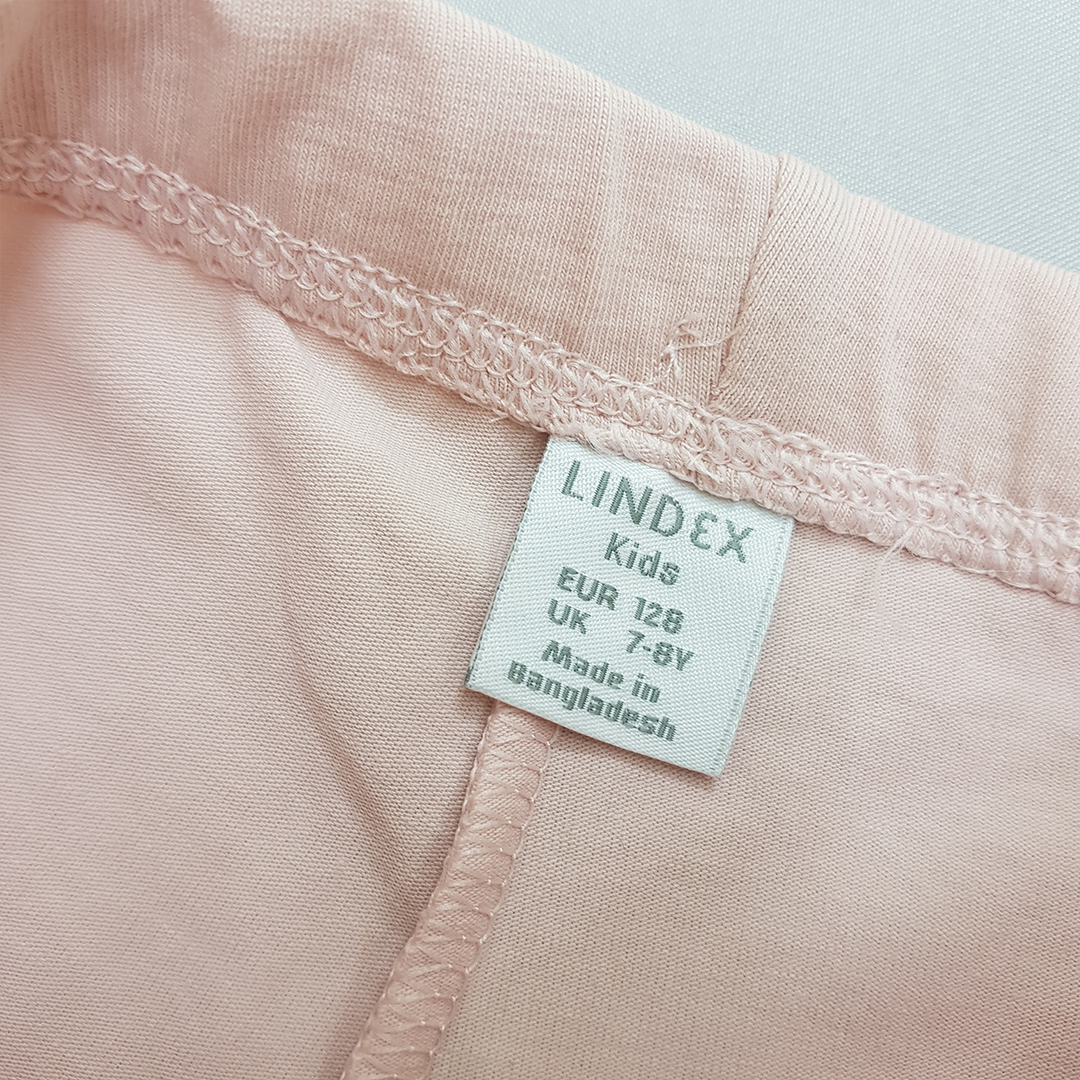 LINDEX
Kids
EUR 128
UK 7-8Y
Made in
Bangladesh